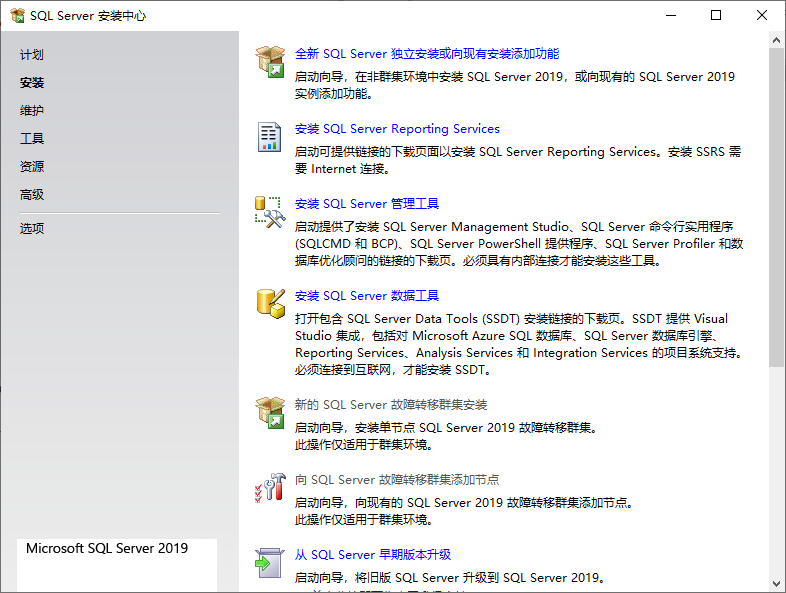 SQL Server 安装中心
计划
安装
维护
工具
资源
高级
选项
Microsoft SQL Server 2019
全新 SQL Server 独立安装或向现有安装添加功能
启动向导，在非群集环境中安装 SQL Server 2019，或向现有的 SQL Server 2019
实例添加功能。
安装 SQL Server Reporting Services
启动可提供链接的下载页面以安装 SQL Server Reporting Services。安装 SSRS 需
要 Internet 连接。
安装 SQL Server 管理工具
启动提供了安装 SQL Server Management Studio、SQL Server 命令行实用程序
(SQLCMD 和 BCP)、SQL Server PowerShell 提供程序、SQL Server Profiler 和数
据库优化顾问的链接的下载页。必须具有内部连接才能安装这些工具。
安装 SQL Server 数据工具
打开包含 SQL Server Data Tools (SSDT) 安装链接的下载页。SSDT 提供 Visual
Studio 集成，包括对 Microsoft Azure SQL 数据库、SQL Server 数据库引擎、
Reporting Services、Analysis Services 和 Integration Services 的项目系统支持。
必须连接到互联网，才能安装 SSDT。
新的 SQL Server 故障转移群集安装
启动向导，安装单节点 SQL Server 2019 故障转移群集。
此操作仅适用于群集环境。
向 SQL Server 故障转移群集添加节点
启动向导，向现有的 SQL Server 2019 故障转移群集添加节点。
此操作仅适用于群集环境。
从 SQL Server 早期版本升级
启动向导，将旧版 SQL Server 升级到 SQL Server 2019。